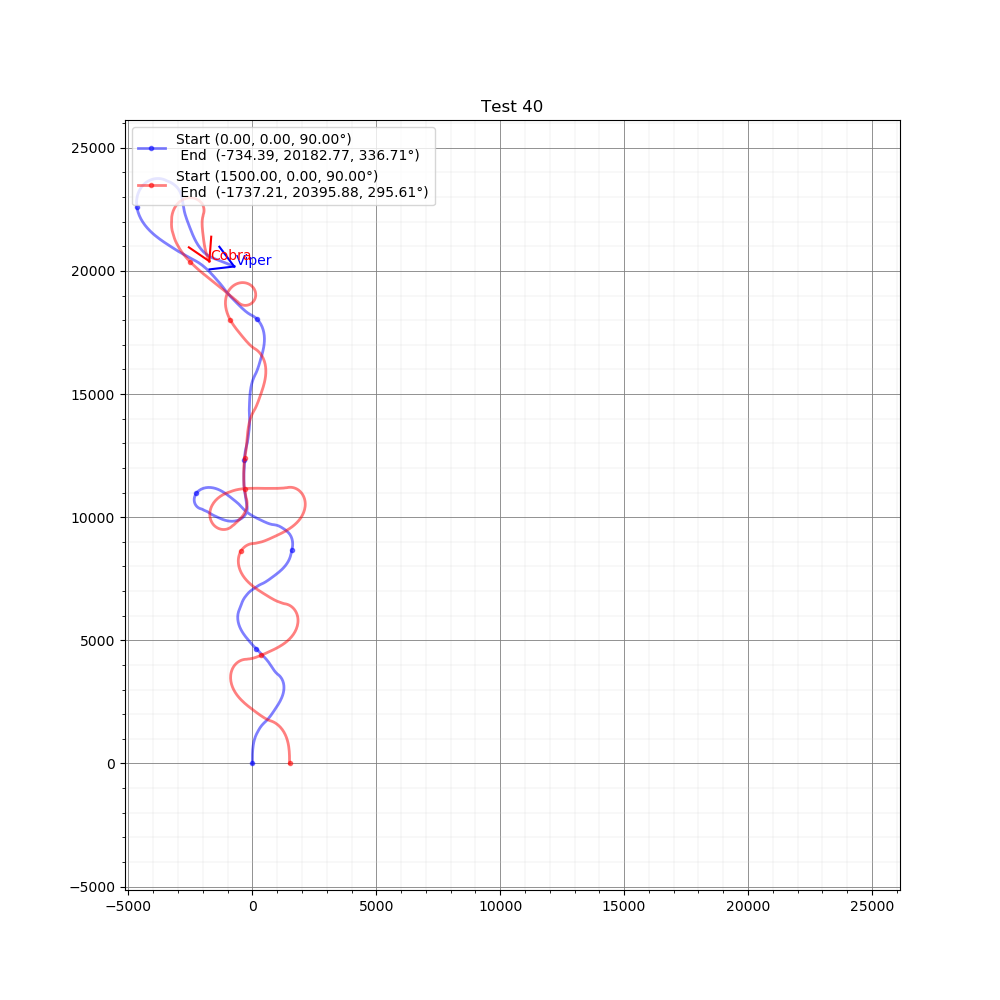 Test 40
Start (0.00, 0.00, 90.00°)
End (-734.39, 20182.77, 336.71°)
Start (1500.00, 0.00, 90.00°)
End (-1737.21, 20395.88, 295.61°)
25000
20000
15000
10000
5000
0
−5000
Cobra
Viper
−5000 0 5000 10000 15000 20000 25000